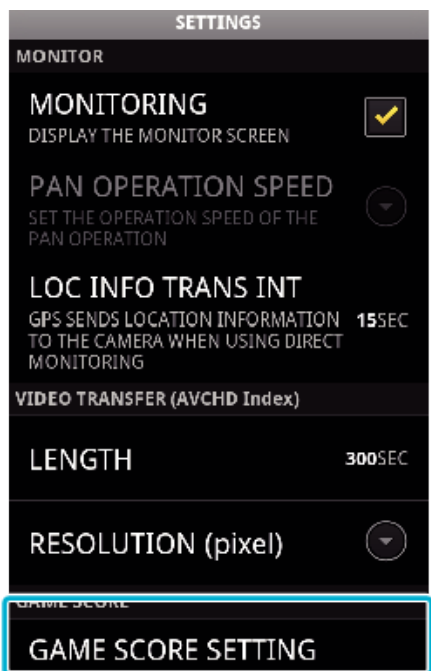 SETTINGS
MONITOR
MONITORING
DISPLAY THE MONITOR SCREEN
PAN OPERATION SPEED
SET THE OPERATION SPEED OF THE
PAN OPERATION
LOC INFO TRANS INT
GPS SENDS LOCATION INFORMATION
TO THE CAMERA WHEN USING DIRECT
MONITORING
15SEC
VIDEO TRANSFER (AVCHD Index)
LENGTH
300SEC
RESOLUTION (pixel)
GAME SCORE
GAME SCORE SETTING